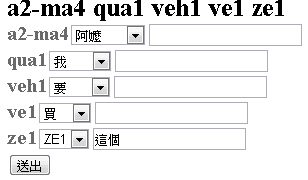 a2-ma4 qua1 veh1 ve1 ze1
a2-ma4 阿嬤
qua1 我
veh1 要
ve1 買
ze1 ZE1 這個
送出